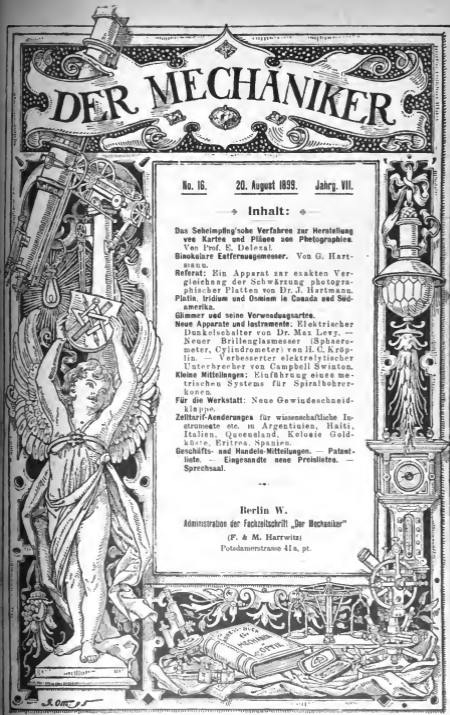 DER MECHANIKER
No. 16. 20. August 1899. Jahrg. VII.
Inhalt:
Das Scheimpflug'sche Verfahren zur Herstellung
von Karten und Plänen aus Photographien.
Von Prof. E. Dolezal.
Binokulare Entfernungsmesser. Von G. Hart-
mann.
Referat: Ein Apparat zur exakten Ver-
gleichung der Schwärzung photogra-
phischer Platten von Dr. J. Hartmann.
Platin, Iridium und Osmium in Canada und Süd-
amerika.
Glimmer und seine Verwendungsarten.
Neue Apparate und Instrumente: Elektrischer
Dunkelschalter von Dr. Max Levy. —
Neuer Brillenglasmesser (Sphaero-
meter, Cylindrometer) von H. C. Kröp-
lin. — Verbesserter elektrolytischer
Unterbrecher von Campbell Swinton.
Kleine Mitteilungen: Einführung eines me-
trischen Systems für Spiralbohrer-
konen.
Für die Werkstatt: Neue Gewindeschneid-
kluppe.
Zolltarif-Aenderungen für wissenschaftliche In-
strumente etc. in Argentinien, Haiti,
Italien, Queensland, Kolonie Gold-
küste, Eritrea, Spanien.
Geschäfts- und Handels-Mitteilungen. — Patent-
liste. — Eingesandte neue Preislisten. —
Sprechsaal.
Berlin W.
Administration der Fachzeitschrift „Der Mechaniker"
(F. & M. Harrwitz)
Potsdamerstrasse 41a, pt.
MECHANIK
OPTIK